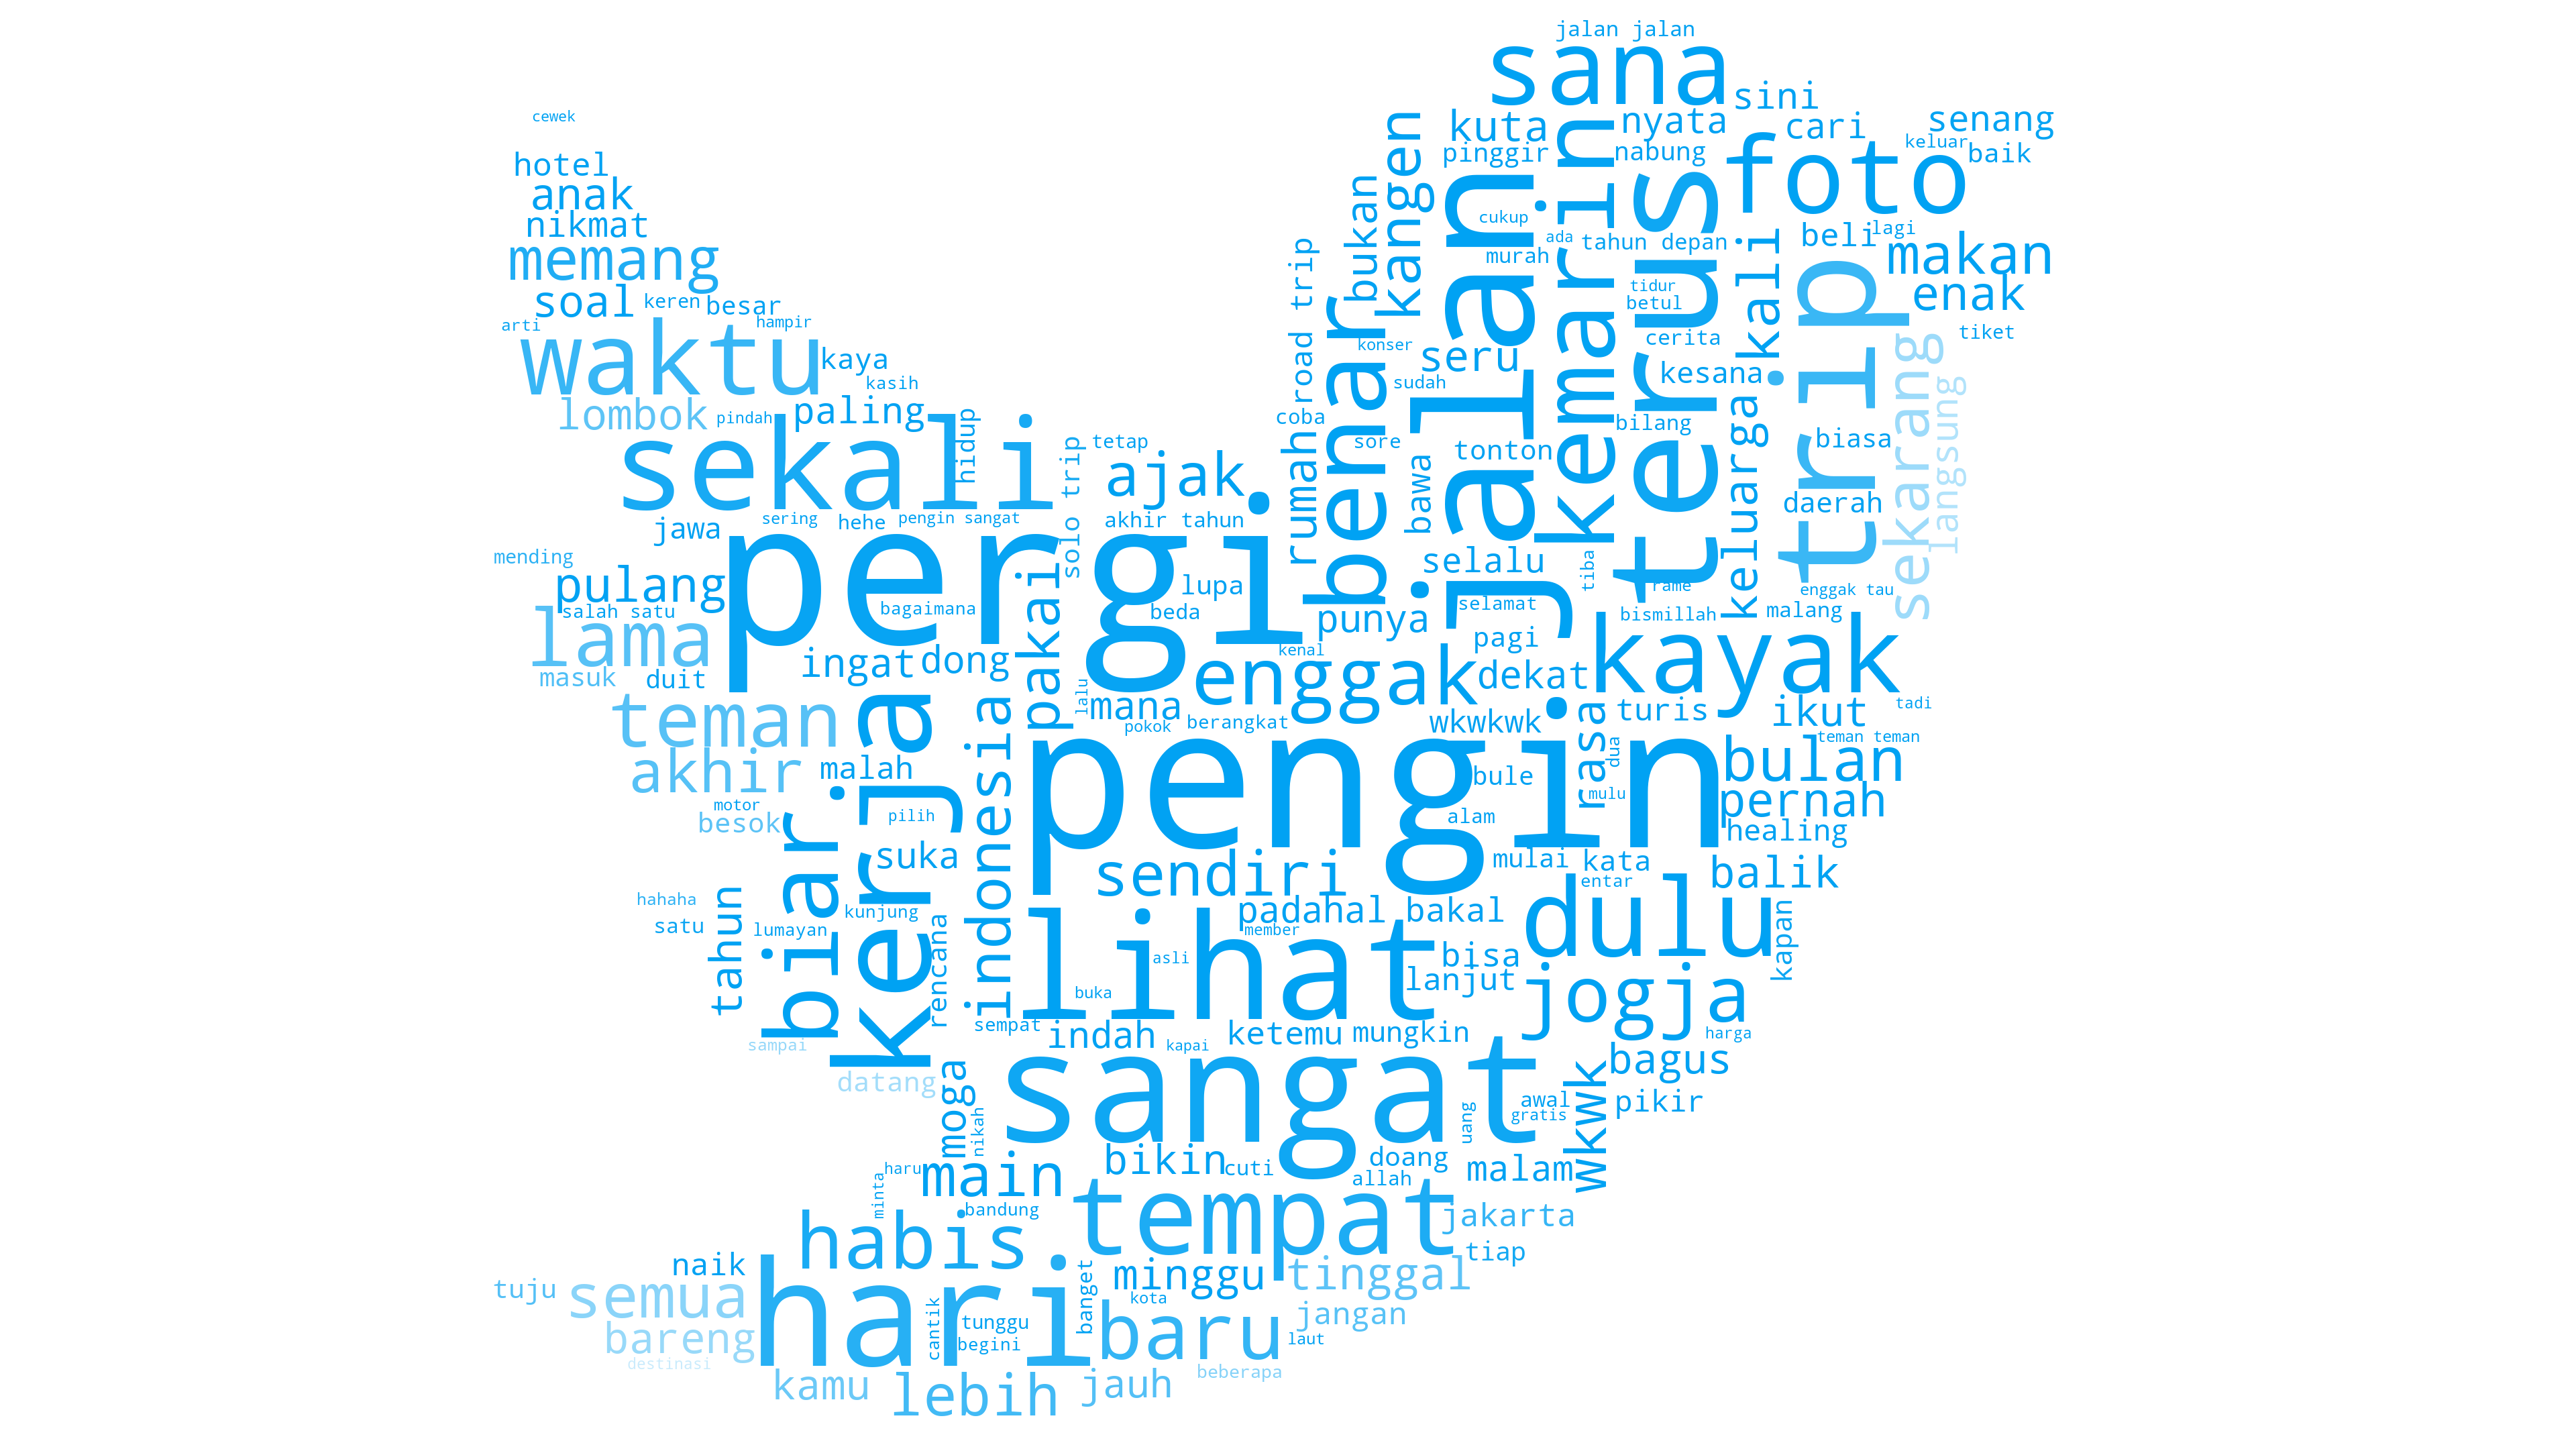 jalan jalan
sana
sini
cewek
kuta
nyata
cari
senang
pinggir
nabung
foto
keluar
baik
hotel
anak
nikmat
memang
kangen
bukan
jalan
kemarin
terus
cukup
ada
tahun depan
murah
beli
lagi
makan
enak
soal
keren
besar
arti
hampir
waktu
kaya
kasih
road trip
benar
konser
seru
sudah
tidur
betul
cerita
kesana
kali
trip
tiket
sekarang
langsung
lombok
pindah
paling
sekali
hidup
solo trip
tetap
ajak
coba
rumah
sore
bawa
tonton
bilang
keluarga
biasa
daerah
jawa
sering
hehe
pengin sangat
akhir tahun
mending
pulang
pergi
salah satu
lama
bagaimana
pakai
lupa
beda
punya
selalu
selamat
tiba
rame
bismillah
malang
enggak tau
masuk
duit
ingat
dong
kenal
enggak
pagi
dekat
kayak
teman
kerja
indonesia
lalu
mana
pokok
berangkat
wkwkwk
rasa
turis
dua
ikut
tadi
teman teman
akhir
malah
pengin
bule
mulu
bulan
pernah
motor
besok
biar
pilih
alam
healing
suka
sendiri
mulai
kata
entar
balik
hahaha
satu
tahun
lumayan
kunjung
rencana
lihat
padahal
member
bakal
dulu
kapan
asli
bisa
lanjut
jogja
buka
sempat
indah
kapai
ketemu
mungkin
harga
sampai
datang
moga
nikah
sangat
uang
awal
gratis
wkwk
bagus
pikir
haru
minta
main
bikin
cuti
doang
allah
malam
bandung
habis
tempat
jakarta
tiap
naik
tuju
semua
hari
banget
minggu
tinggal
kota
bareng
cantik
tunggu
begini
baru
jangan
laut
destinasi
kamu
lebih
jauh
beberapa